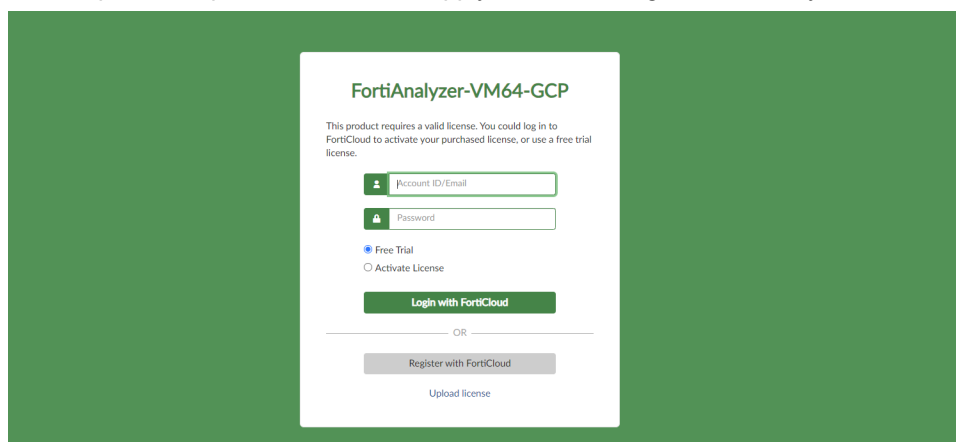 FortiAnalyzer-VM64-GCP
This product requires a valid license. You could log in to
FortiCloud to activate your purchased license, or use a free trial
license.
Account ID/Email
Password
Free Trial
Activate License
Login with FortiCloud
OR
Register with FortiCloud
Upload license